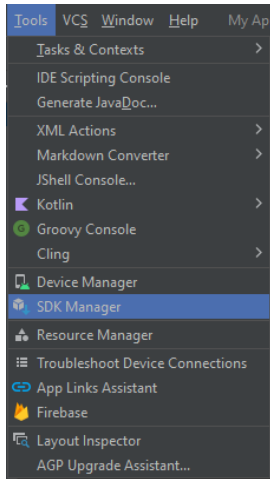 Tools VCS Window Help My Ap
Tasks & Contexts
IDE Scripting Console
Generate JavaDoc...
XML Actions
Markdown Converter
JShell Console...
Kotlin
G Groovy Console
Cling
Device Manager
SDK Manager
Resource Manager
Troubleshoot Device Connections
App Links Assistant
Firebase
Layout Inspector
AGP Upgrade Assistant...